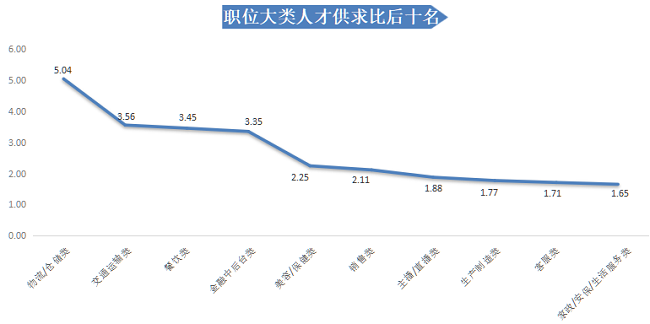 职位大类人才供求比后十名
6.00
5.00
4.00
3.00
2.00
1.00
0.00
5.04
3.56
3.45
3.35
2.25
2.11
1.88
1.77
1.71
1.65
物流/仓储类
交通运输类
餐饮类
金融中后台类
美容/保健类
销售类
主播/直播类
生产制造类
客服类
家政/安保/生活服务类